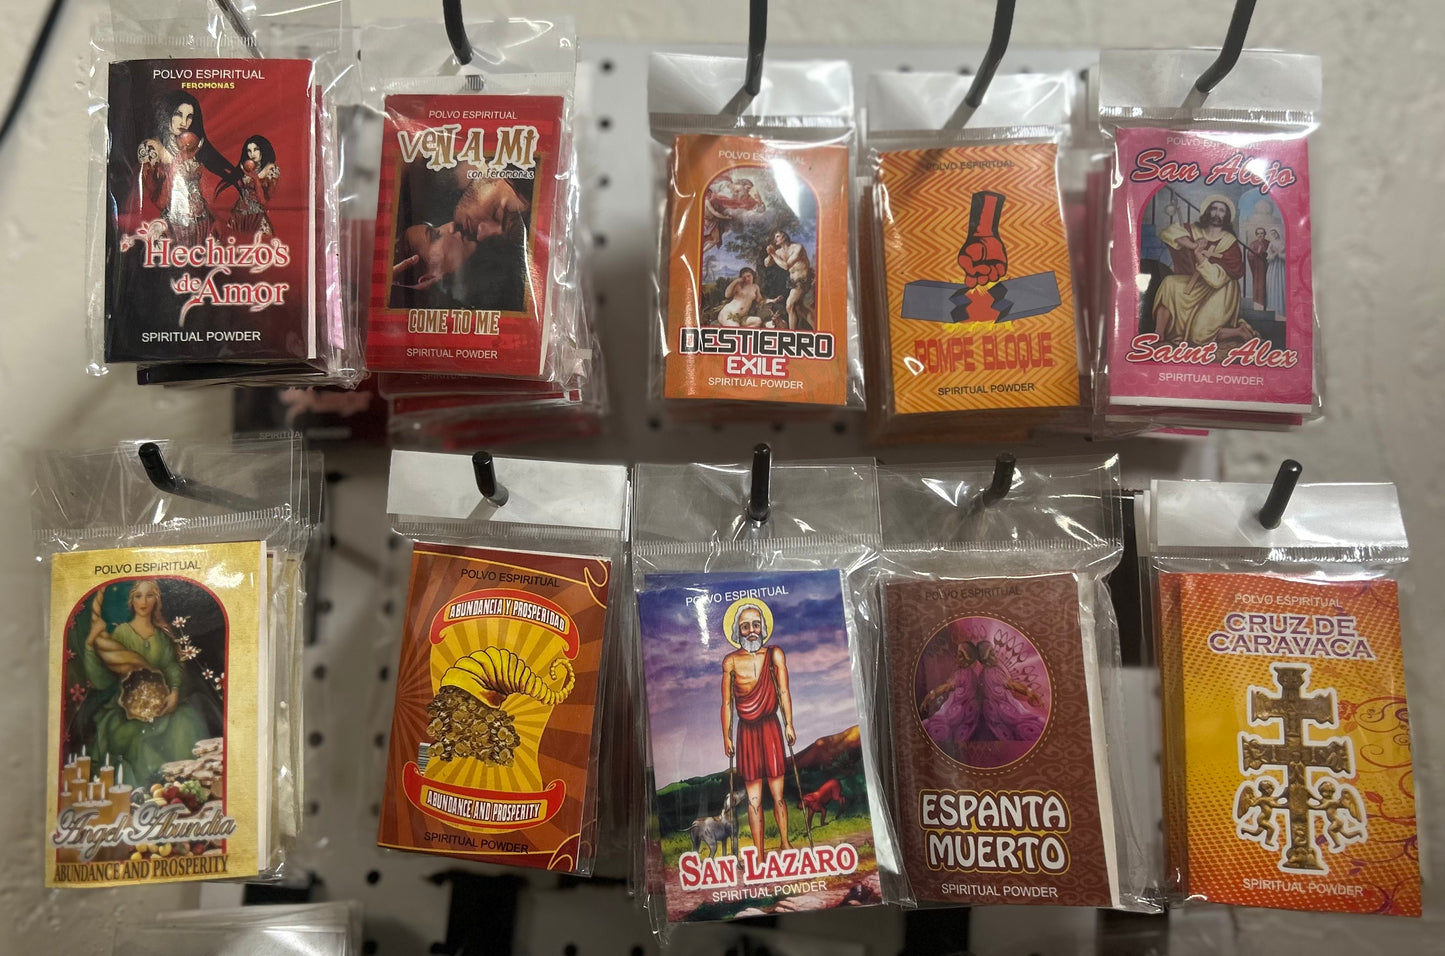 POLVO ESPIRITUAL
FEROMONAS
Hechizos
de Amor
SPIRITUAL POWDER
POLVO ESPIRITUAL
VEN A MI
con feromonas
COME TO ME
SPIRITUAL POWDER
POLVO ESPIRITUAL
DESTIERRO
EXILE
SPIRITUAL POWDER
POLVO ESPIRITUAL
ROMPE BLOQUE
SPIRITUAL POWDER
POLVO ESPIRITUAL
San Alejo
Saint Alex
SPIRITUAL POWDER
SPIRITUAL
POLVO ESPIRITUAL
Angel Abundia
ABUNDANCE AND PROSPERITY
POLVO ESPIRITUAL
ABUNDANCIA Y PROSPERIDAD
ABUNDANCE AND PROSPERITY
SPIRITUAL POWDER
POLVO ESPIRITUAL
SAN LAZARO
SPIRITUAL POWDER
POLVO ESPIRITUAL
ESPANTA
MUERTO
SPIRITUAL POWDER
POLVO ESPIRITUAL
CRUZ DE
CARAVACA
SPIRITUAL POWDER